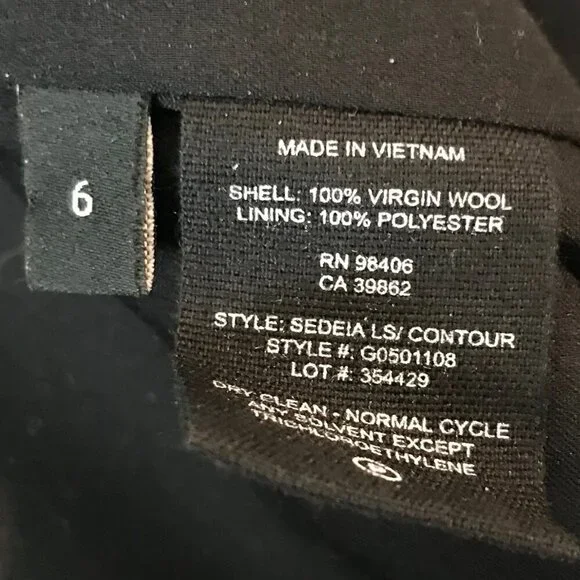 6
MADE IN VIETNAM
SHELL: 100% VIRGIN WOOL
LINING: 100% POLYESTER
RN 98406
CA 39862
STYLE: SEDEIA LS/ CONTOUR
STYLE #: G0501108
LOT #: 354429
DRY CLEAN - NORMAL CYCLE
ANY SOLVENT EXCEPT
TRICHLOROETHYLENE
P